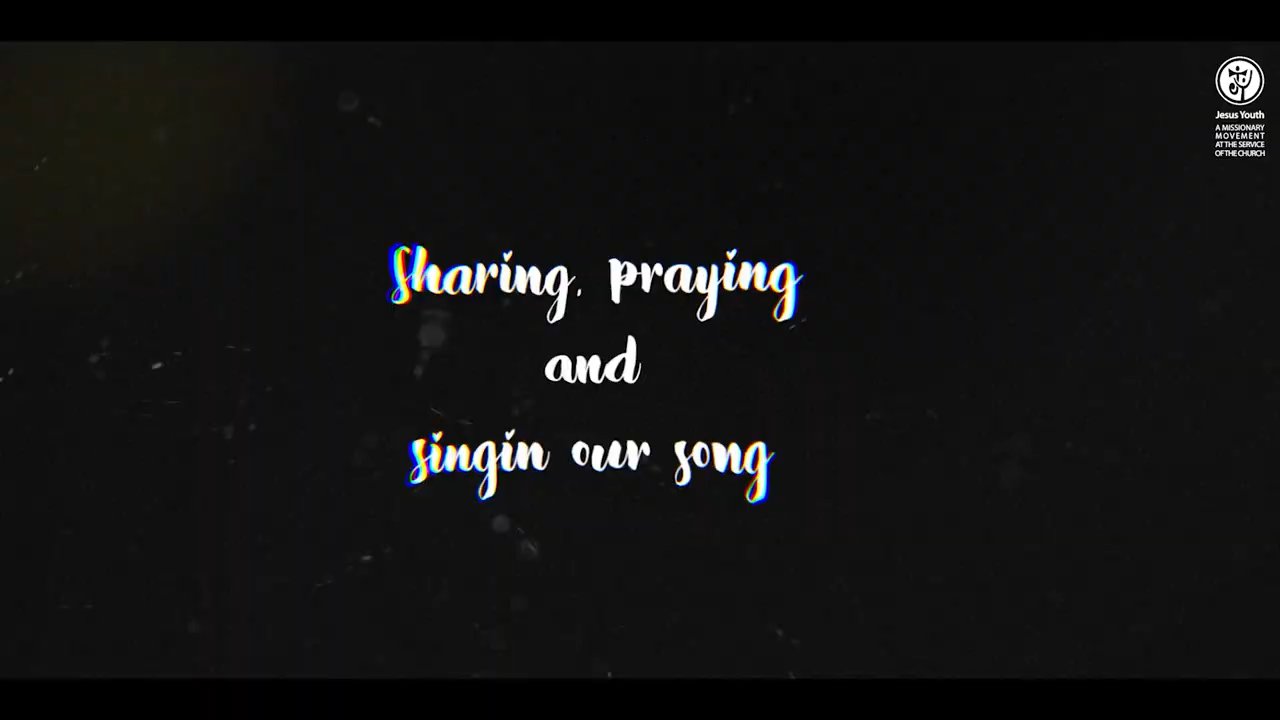 Jesus Youth
A MISSIONARY
MOVEMENT
AT THE SERVICE
OF THE CHURCH
Sharing, praying
and
singin our song